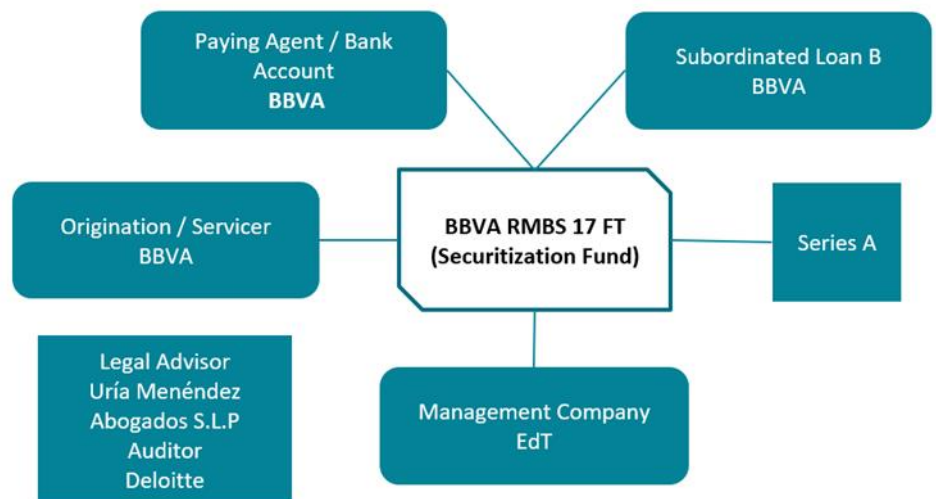 Paying Agent / Bank
Account
BBVA
Subordinated Loan B
BBVA
Origination / Servicer
BBVA
BBVA RMBS 17 FT
(Securitization Fund)
Series A
Legal Advisor
Uría Menéndez
Abogados S.L.P
Auditor
Deloitte
Management Company
EdT